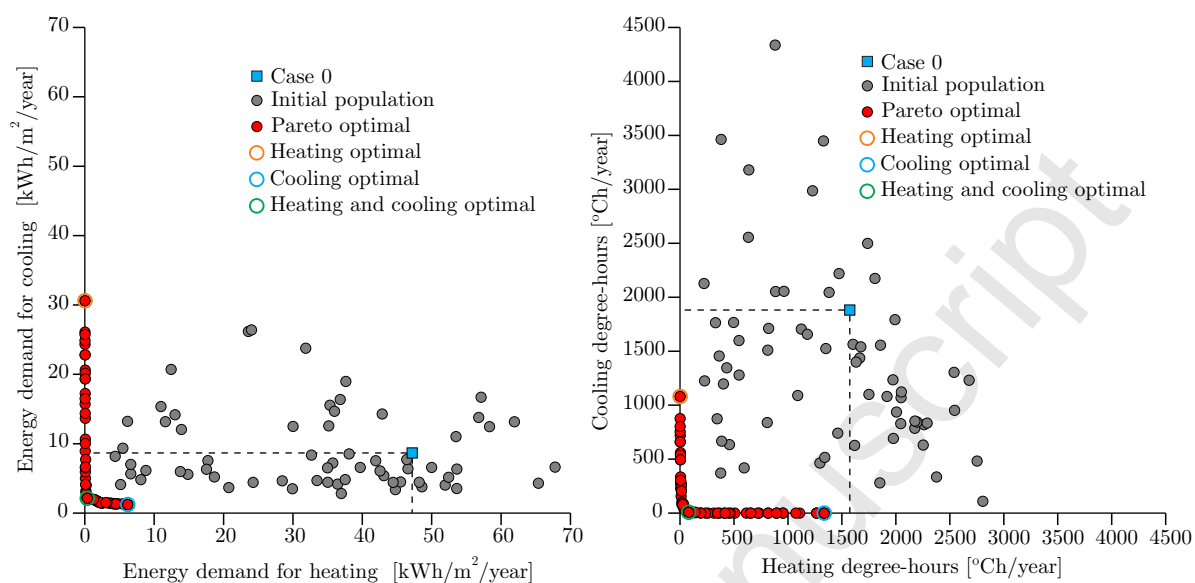 70
60
50
40
30
20
10
0
Energy demand for cooling [kWh/m²/year]
Case 0
Initial population
Pareto optimal
Heating optimal
Cooling optimal
Heating and cooling optimal
0 10 20 30 40 50 60 70
Energy demand for heating [kWh/m²/year]
4500
4000
3500
3000
2500
2000
1500
1000
500
0
Cooling degree-hours [°Ch/year]
Case 0
Initial population
Pareto optimal
Heating optimal
Cooling optimal
Heating and cooling optimal
0 500 1000 1500 2000 2500 3000 3500 4000 4500
Heating degree-hours [°Ch/year]
nuscript